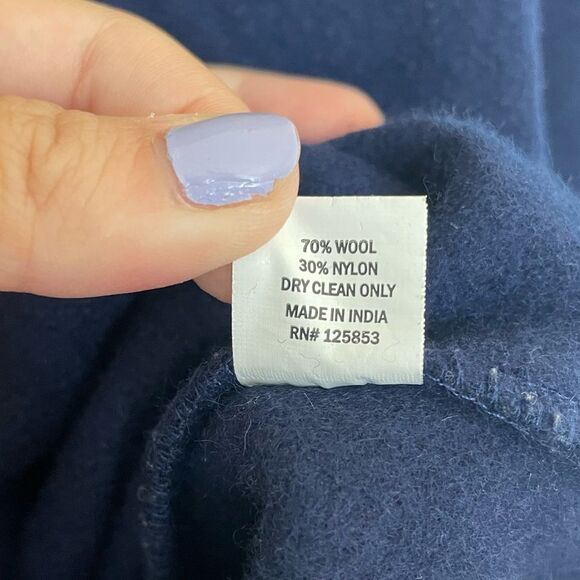 70% WOOL
30% NYLON
DRY CLEAN ONLY
MADE IN INDIA
RN# 125853